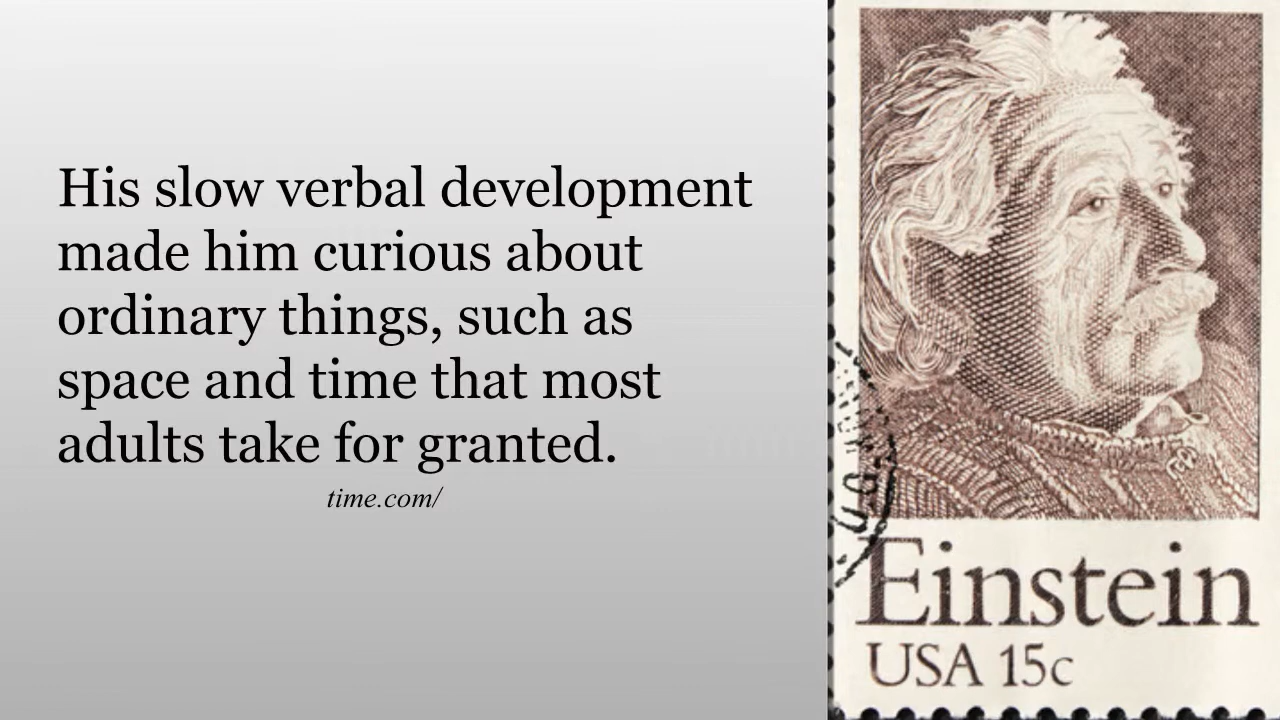 His slow verbal development
made him curious about
ordinary things, such as
space and time that most
adults take for granted.
time.com/
Einstein
USA 15c